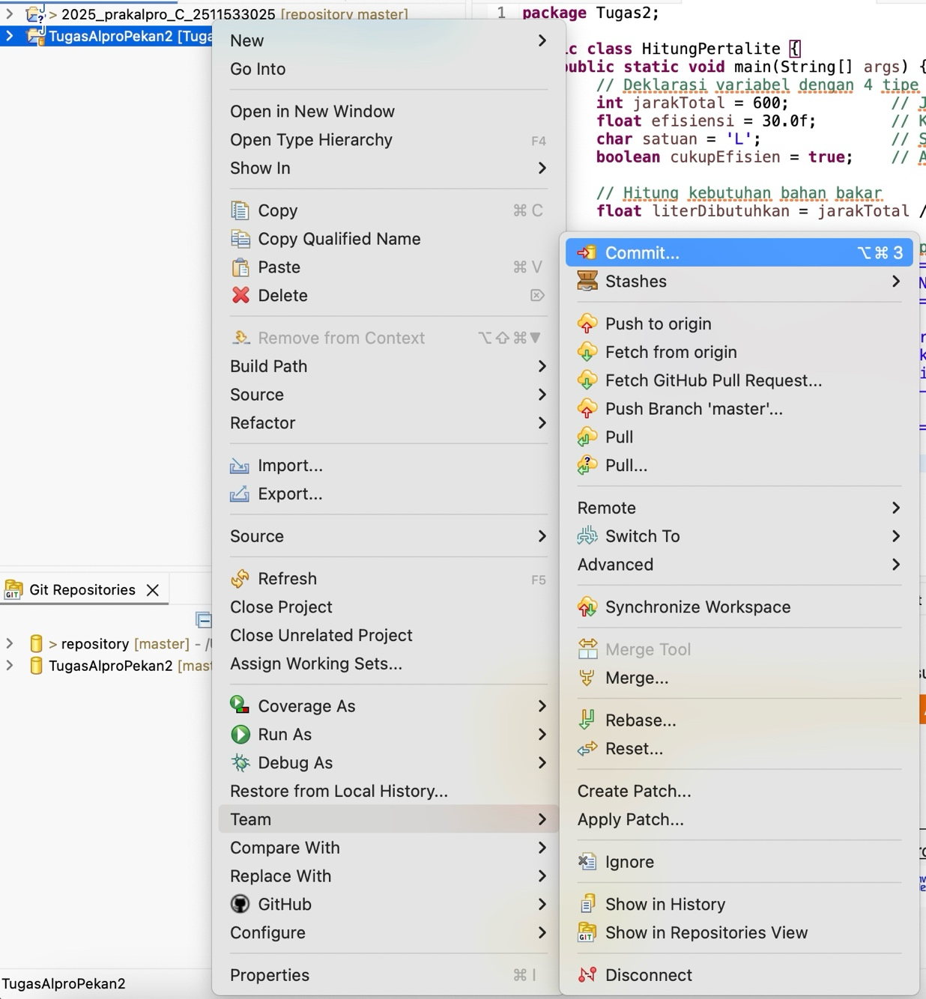 > 2025_prakalpro_C_2511533025 [repository master]
TugasAlproPekan2 [Tuga
1 package Tugas2;
ic class HitungPertalite {
public static void main(String[] args) {
// Deklarasi variabel dengan 4 tipe
int jarakTotal = 600; // J
float efisiensi = 30.0f; // K
char satuan = 'L'; // S
boolean cukupEfisien = true; // A
// Hitung kebutuhan bahan bakar
float literDibutuhkan = jarakTotal /
New
Go Into
Open in New Window
Open Type Hierarchy F4
Show In
Copy ⌘ C
Copy Qualified Name
Paste ⌘ V
Delete ⌦
Remove from Context ⌥⇧⌘▼
Build Path
Source
Refactor
Import...
Export...
Source
Refresh F5
Close Project
Close Unrelated Project
Assign Working Sets...
Coverage As
Run As
Debug As
Restore from Local History...
Team
Compare With
Replace With
GitHub
Configure
Properties ⌘ I
Commit... ⌥⌘ 3
Stashes
Push to origin
Fetch from origin
Fetch GitHub Pull Request...
Push Branch 'master'...
Pull
Pull...
Remote
Switch To
Advanced
Synchronize Workspace
Merge Tool
Merge...
Rebase...
Reset...
Create Patch...
Apply Patch...
Ignore
Show in History
GIT Show in Repositories View
Disconnect
GIT Git Repositories
> repository [master] - /U
TugasAlproPekan2 [mast
TugasAlproPekan2